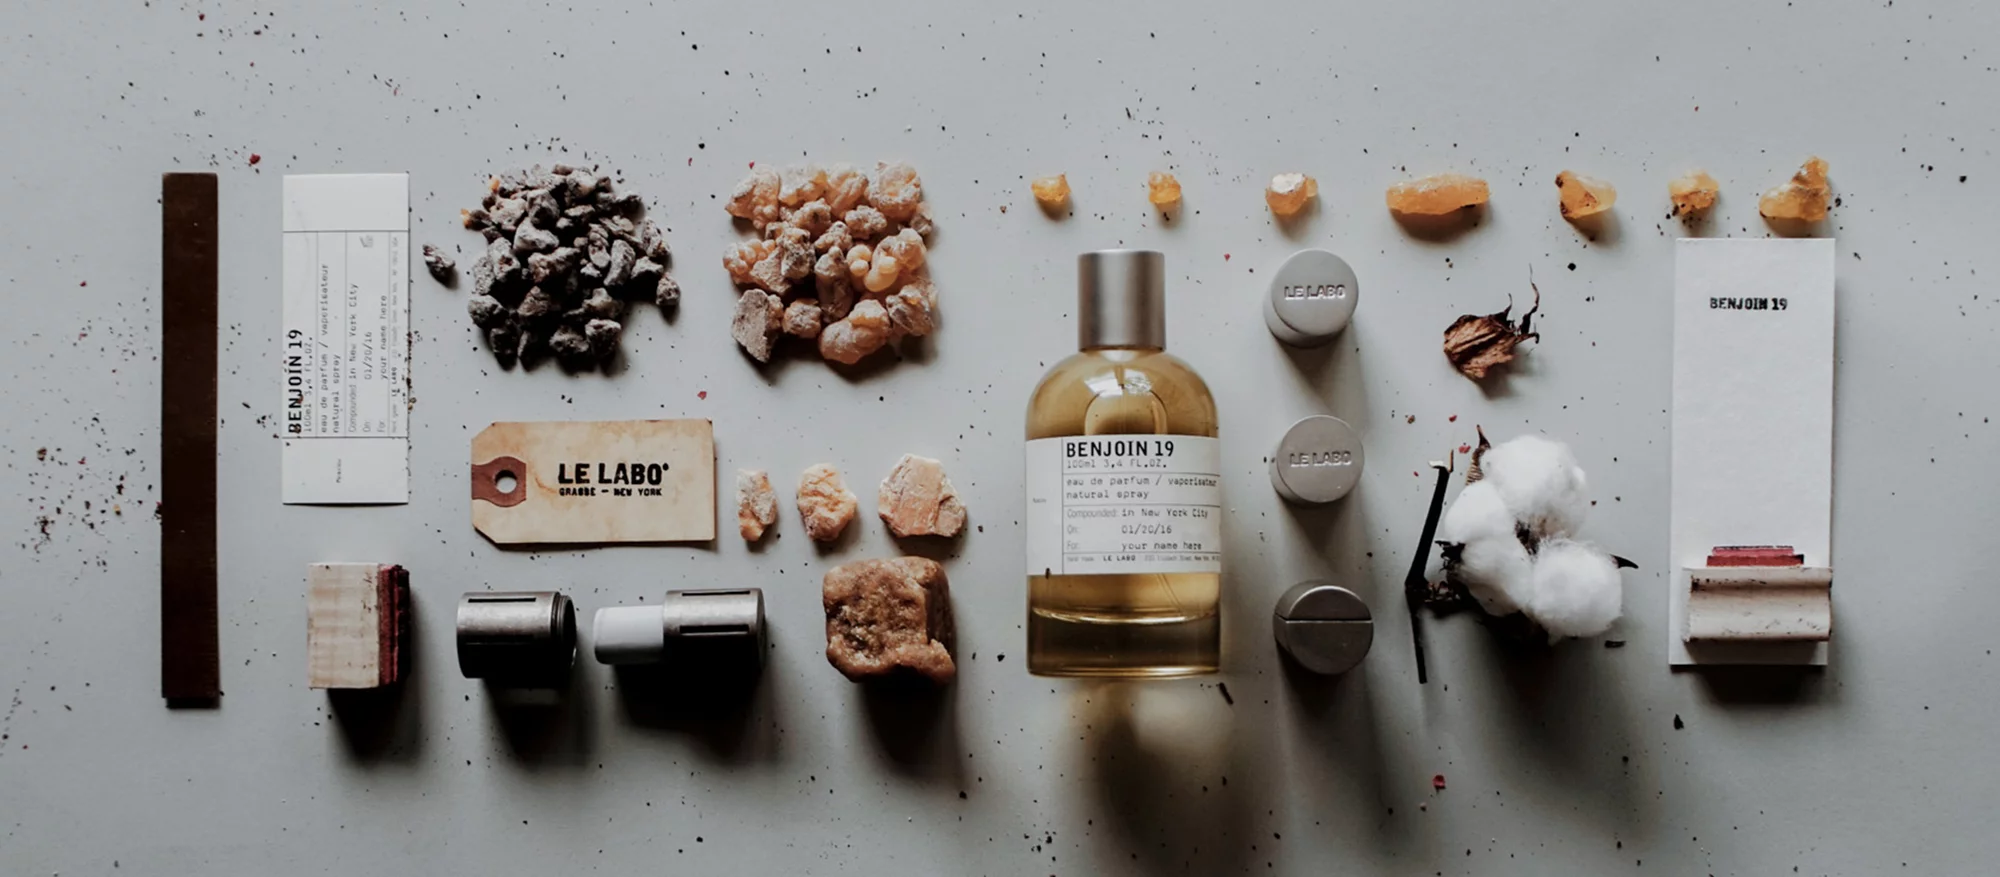 BENJOIN 19
100ml 3,4 FL.OZ.
eau de parfum / vaporisateur
natural spray
Compounded: in New York City
On: 01/20/16
For: your name here
LE LABO
LE LABO
GRASSE — NEW YORK
BENJOIN 19
100ml 3,4 FL.OZ.
eau de parfum / vaporisateur
natural spray
Compounded: in New York City
On: 01/20/16
For: your name here
LE LABO
LE LABO
LE LABO
BENJOIN 19